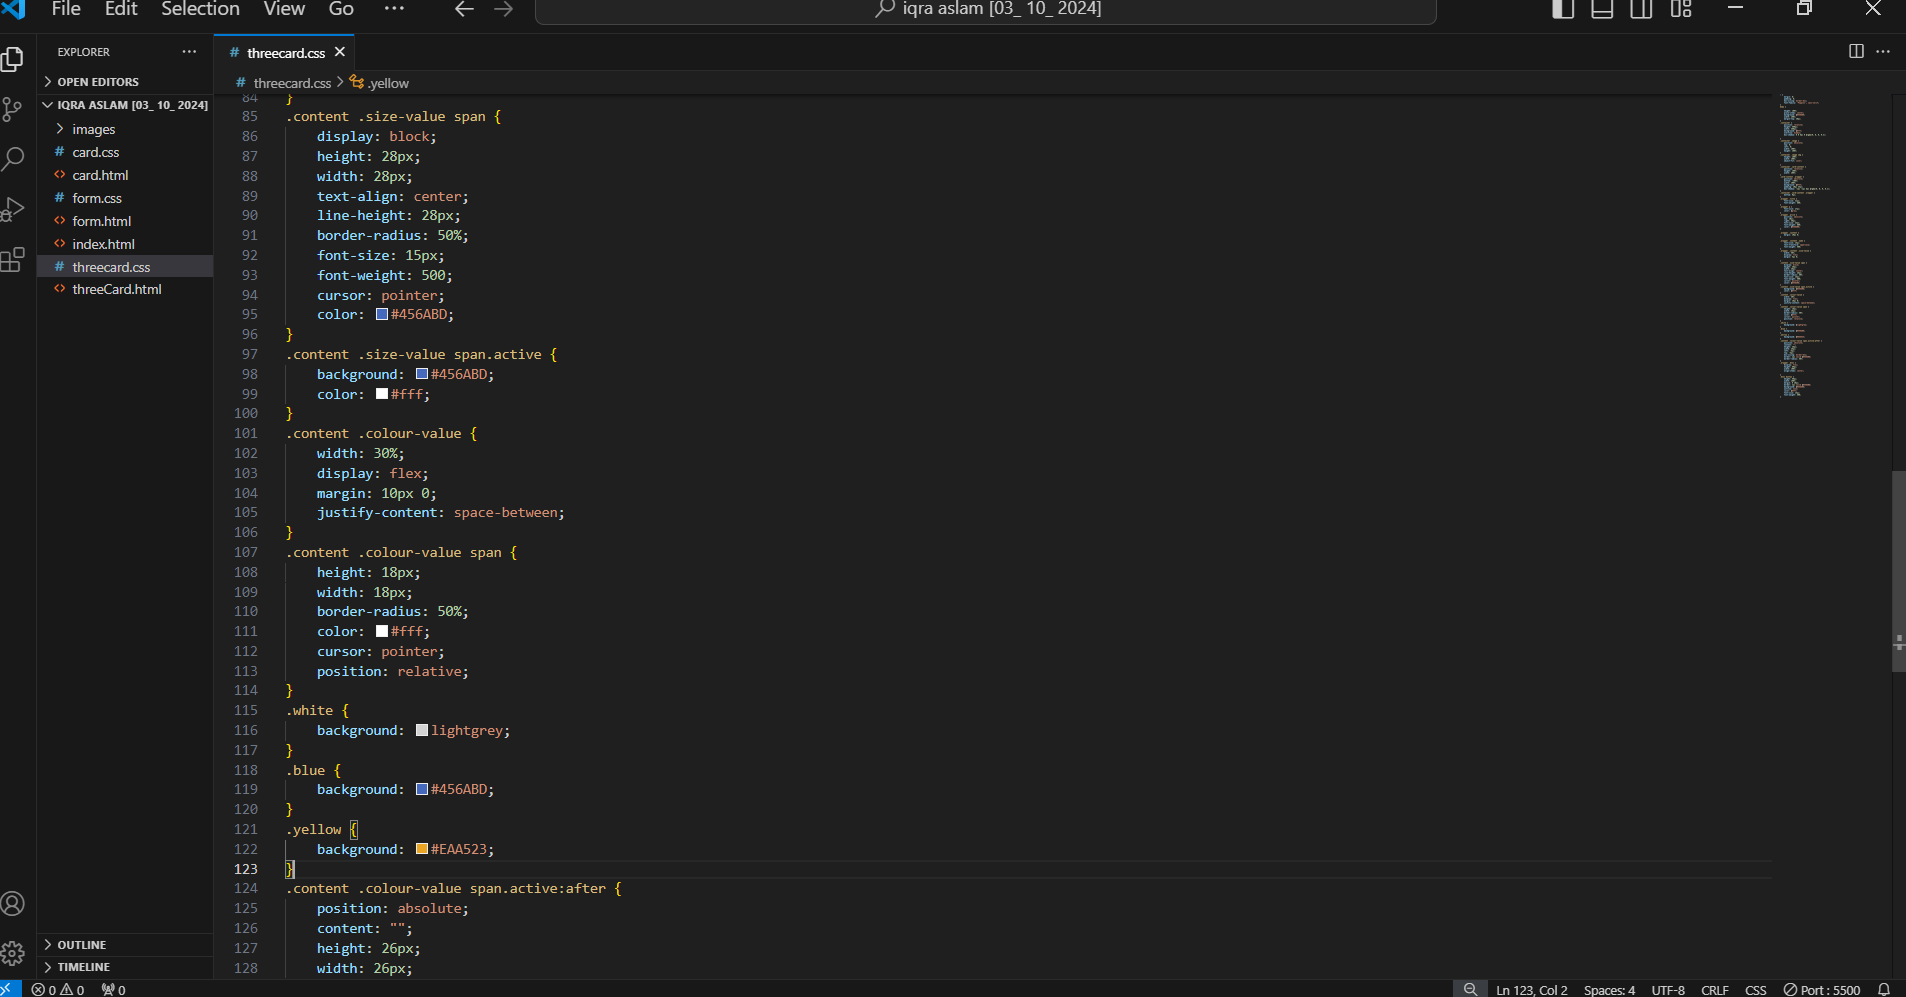 File Edit Selection View Go ··· iqra aslam [03_ 10_ 2024]
EXPLORER ···
OPEN EDITORS
IQRA ASLAM [03_ 10_ 2024]
images
# card.css
<> card.html
# form.css
<> form.html
<> index.html
# threecard.css
<> threeCard.html
OUTLINE
TIMELINE
# threecard.css
# threecard.css > .yellow
84 }
85 .content .size-value span {
86 display: block;
87 height: 28px;
88 width: 28px;
89 text-align: center;
90 line-height: 28px;
91 border-radius: 50%;
92 font-size: 15px;
93 font-weight: 500;
94 cursor: pointer;
95 color: #456ABD;
96 }
97 .content .size-value span.active {
98 background: #456ABD;
99 color: #fff;
100 }
101 .content .colour-value {
102 width: 30%;
103 display: flex;
104 margin: 10px 0;
105 justify-content: space-between;
106 }
107 .content .colour-value span {
108 height: 18px;
109 width: 18px;
110 border-radius: 50%;
111 color: #fff;
112 cursor: pointer;
113 position: relative;
114 }
115 .white {
116 background: lightgrey;
117 }
118 .blue {
119 background: #456ABD;
120 }
121 .yellow {
122 background: #EAA523;
123 }
124 .content .colour-value span.active:after {
125 position: absolute;
126 content: "";
127 height: 26px;
128 width: 26px;
0 0 0 Ln 123, Col 2 Spaces: 4 UTF-8 CRLF CSS Port : 5500